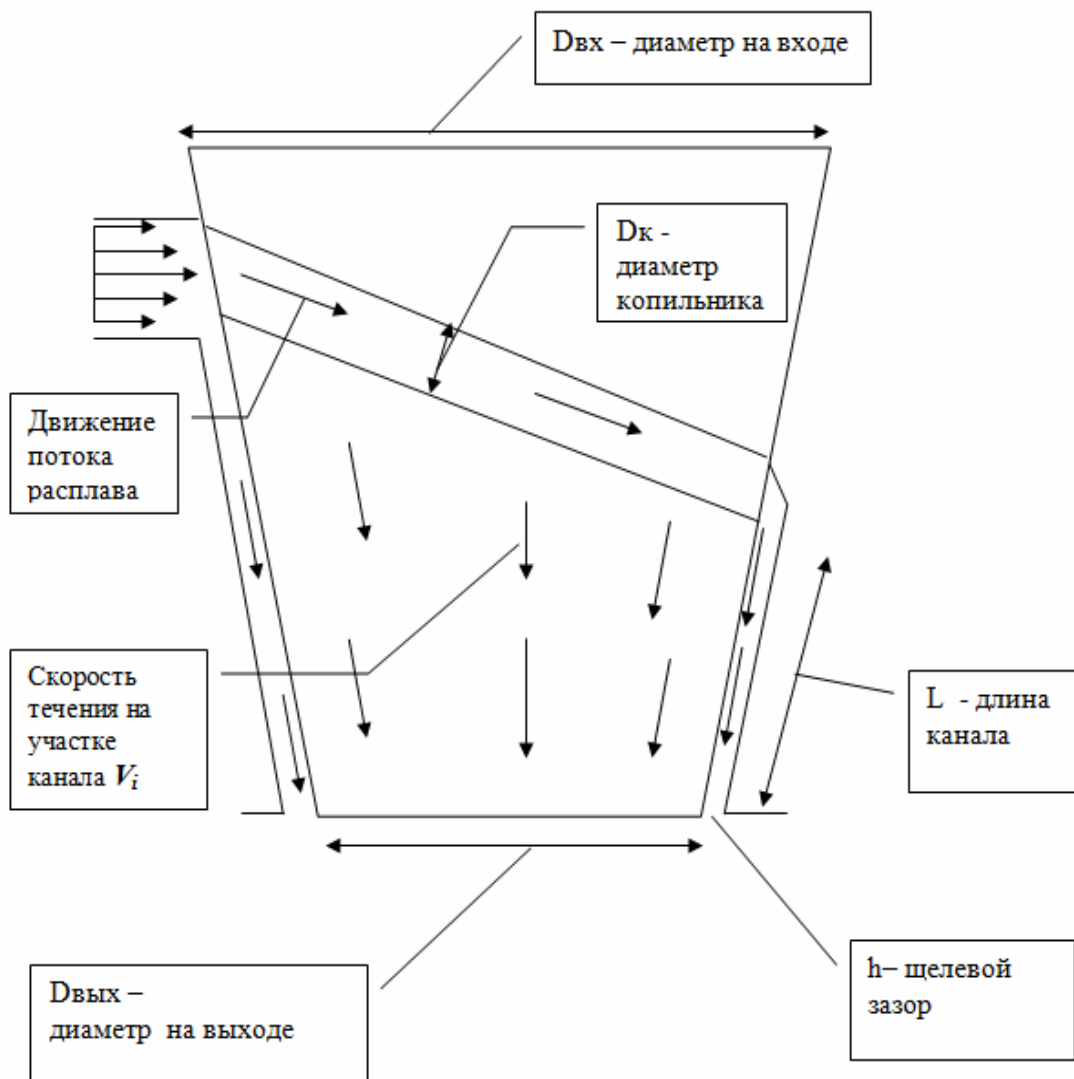 Dвх – диаметр на входе
Dк -
диаметр
копильника
Движение
потока
расплава
Скорость
течения на
участке
канала Vi
L - длина
канала
h– щелевой
зазор
Dвых –
диаметр на выходе